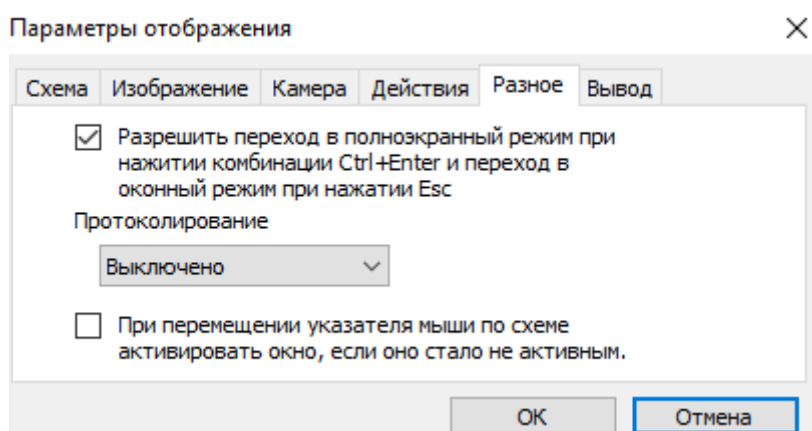 Параметры отображения
Схема Изображение Камера Действия Разное Вывод
Разрешить переход в полноэкранный режим при
нажитии комбинации Ctrl+Enter и переход в
оконный режим при нажатии Esc
Протоколирование
Выключено
При перемещении указателя мыши по схеме
активировать окно, если оно стало не активным.
ОК Отмена